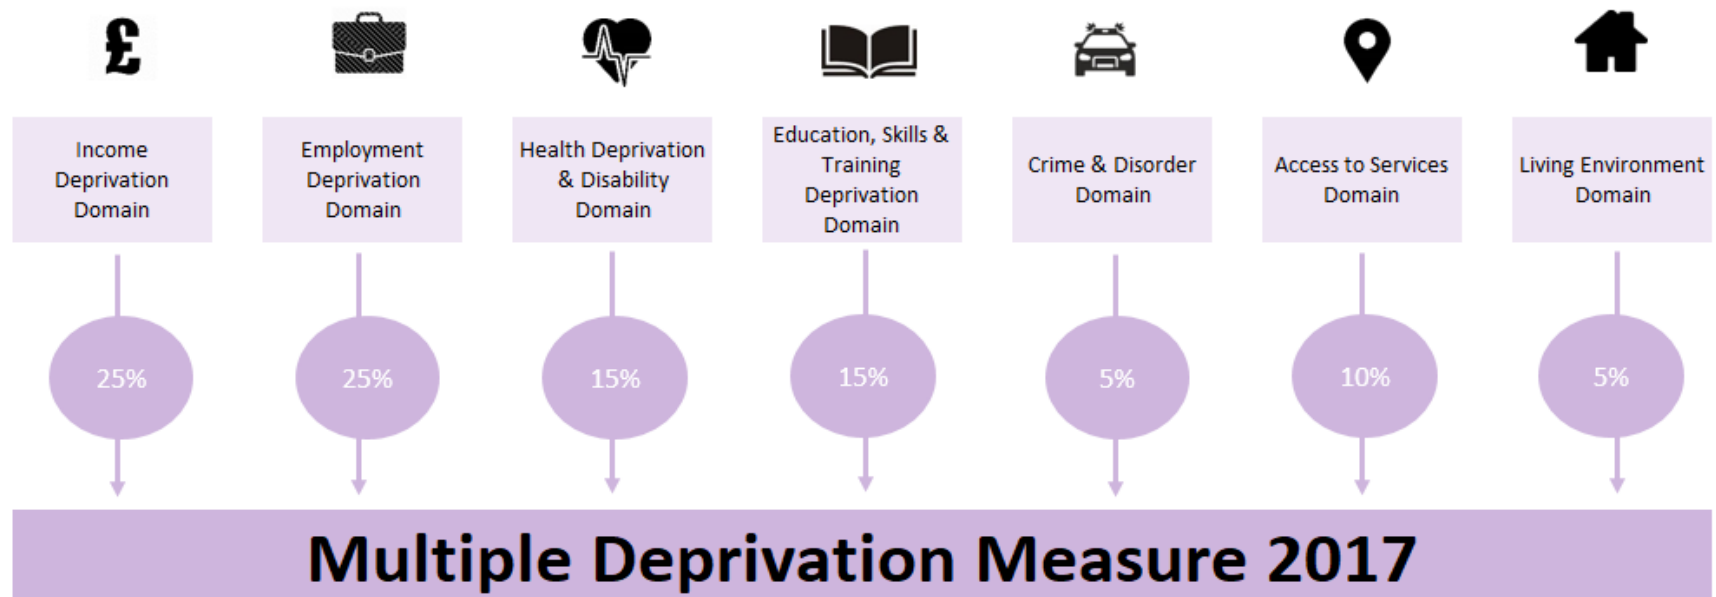 £
Income
Deprivation
Domain
Employment
Deprivation
Domain
Health Deprivation
& Disability
Domain
Education, Skills &
Training
Deprivation
Domain
Crime & Disorder
Domain
Access to Services
Domain
Living Environment
Domain
25%
25%
15%
15%
5%
10%
5%
Multiple Deprivation Measure 2017